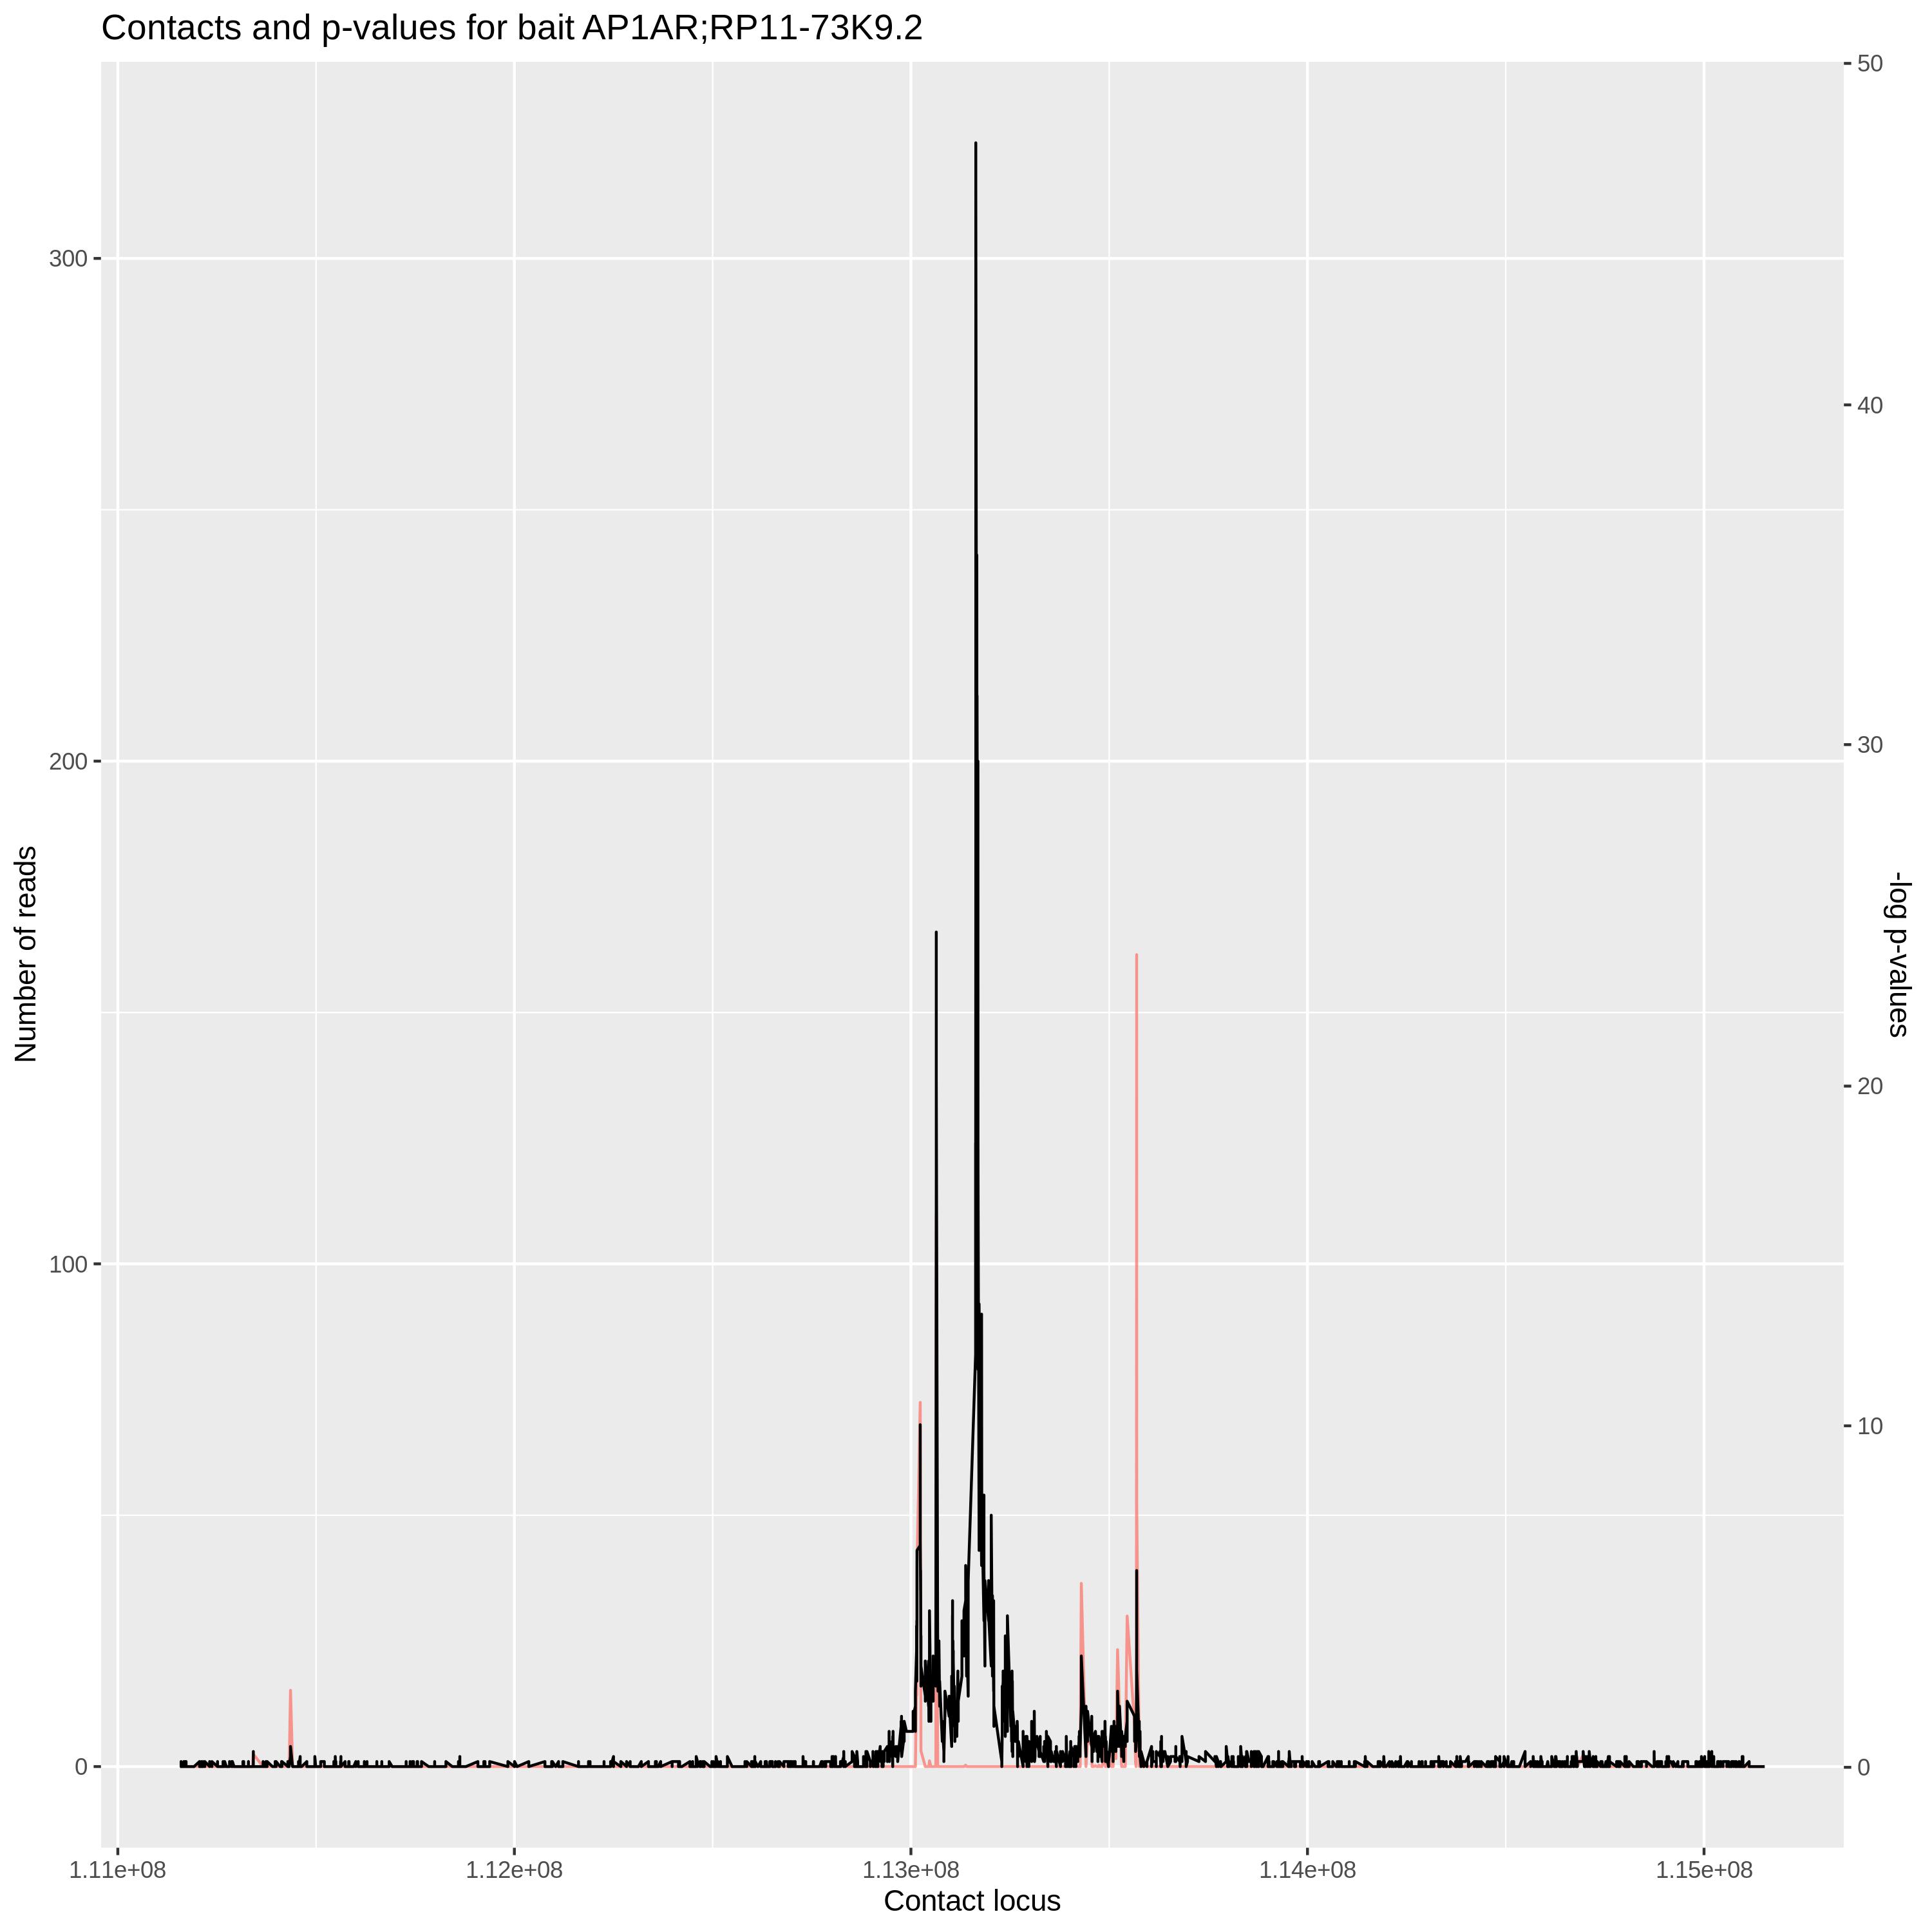 Contacts and p-values for bait AP1AR;RP11-73K9.2
Number of reads
300
200
100
0
50
40
30
20
10
0
-log p-values
1.11e+08
1.12e+08
1.13e+08
1.14e+08
1.15e+08
Contact locus